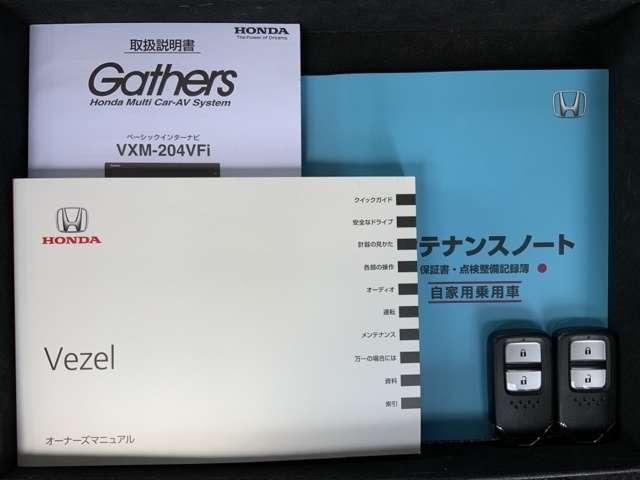 取扱説明書
HONDA
The Power of Dreams
Gathers
Honda Multi Car-AV System
ベーシックインターナビ
VXM-204VFi
HONDA
Vezel
オーナーズマニュアル
クイックガイド
安全なドライブ
計器の見かた
各部の操作
オーディオ
運転
メンテナンス
万一の場合には
資料
索引
テナンスノート
保証書・点検整備記録簿
自家用乗用車